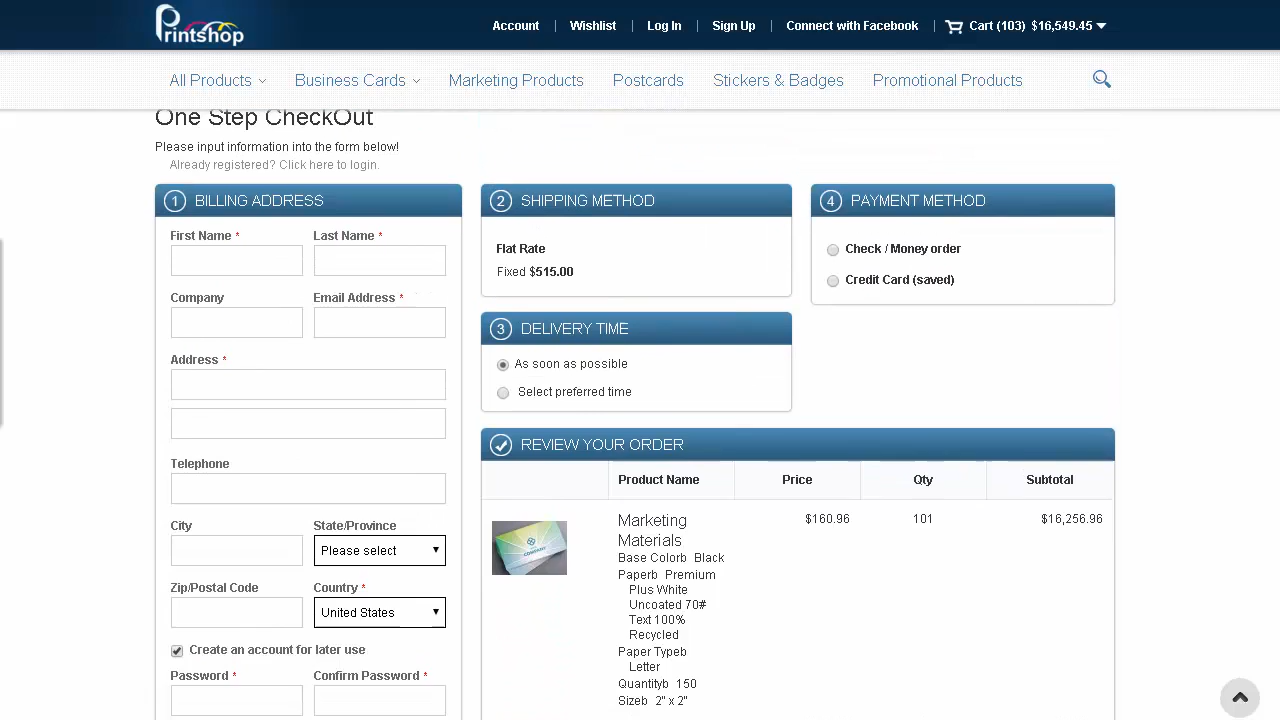 Printshop
Account
Wishlist
Log In
Sign Up
Connect with Facebook
Cart (103) $16,549.45
All Products
Business Cards
Marketing Products
Postcards
Stickers & Badges
Promotional Products
One Step CheckOut
Please input information into the form below!
Already registered? Click here to login.
1 BILLING ADDRESS
First Name *
Last Name *
Company
Email Address *
Address *
Telephone
City
State/Province
Please select
Zip/Postal Code
Country *
United States
Create an account for later use
Password *
Confirm Password *
2 SHIPPING METHOD
Flat Rate
Fixed $515.00
3 DELIVERY TIME
As soon as possible
Select preferred time
4 PAYMENT METHOD
Check / Money order
Credit Card (saved)
REVIEW YOUR ORDER
Product Name
Price
Qty
Subtotal
Marketing
Materials
$160.96
101
$16,256.96
Base Colorb Black
Paperb Premium
Plus White
Uncoated 70#
Text 100%
Recycled
Paper Typeb
Letter
Quantityb 150
Sizeb 2" x 2"